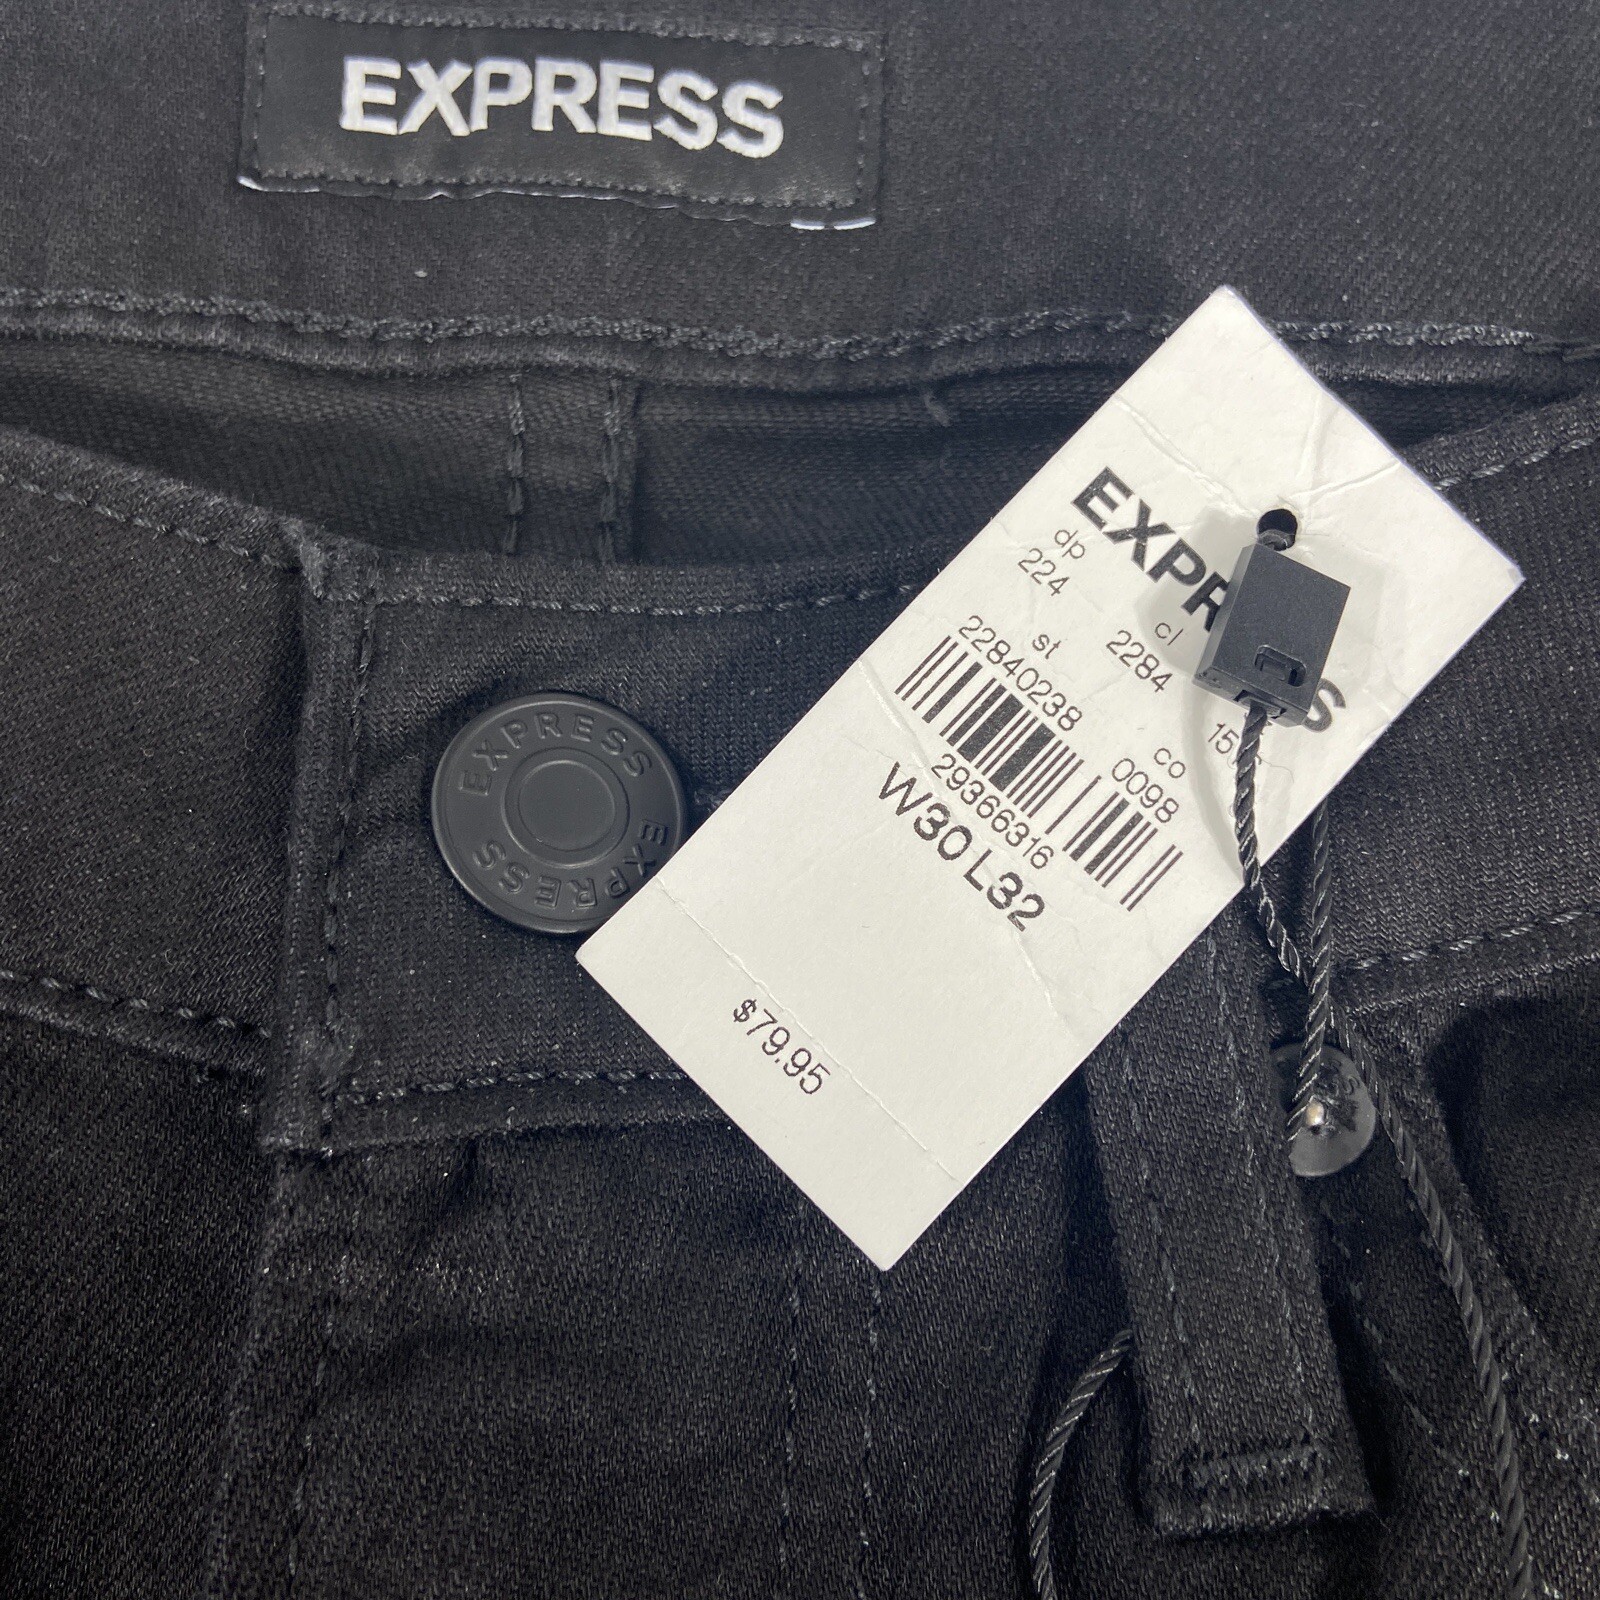 EXPRESS
EXPRESS
dp cl
224 2284
st co
22840238 0098
29366316
W30 L32
$79.95
EXPRESS EXPRESS